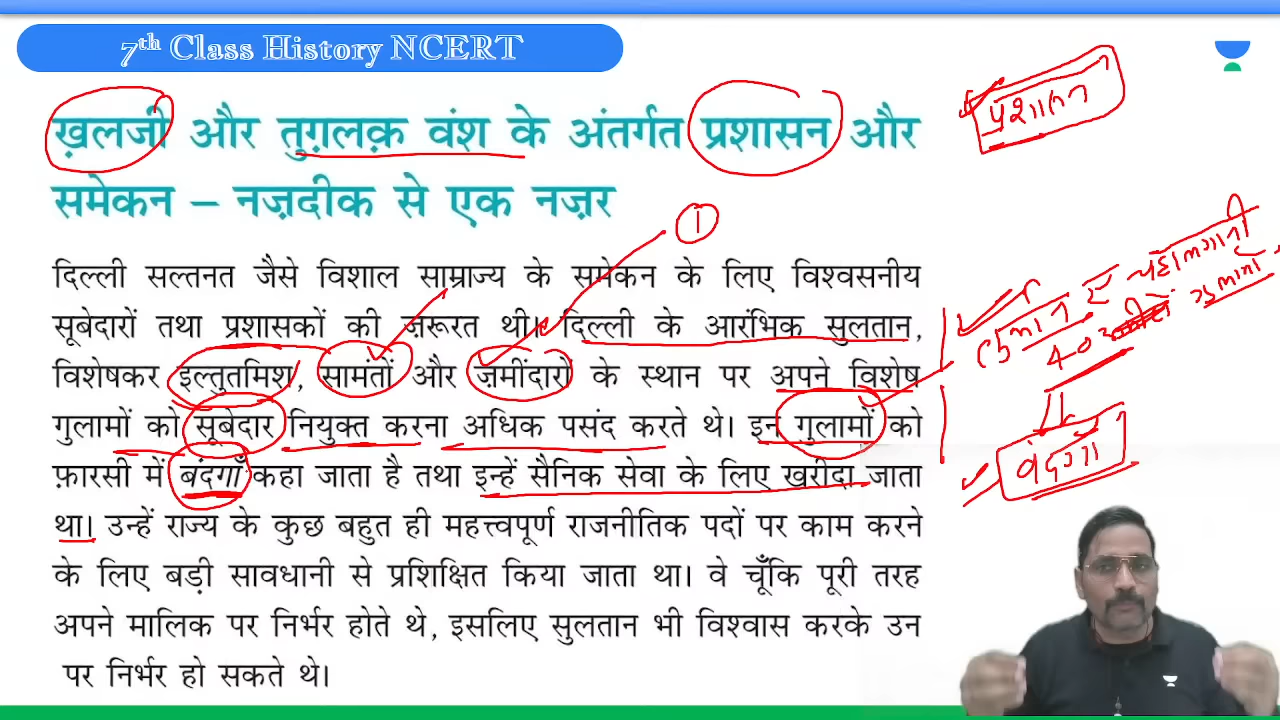 7th Class History NCERT
ख़लजी और तुग़लक़ वंश के अंतर्गत प्रशासन और
समेकन – नज़दीक से एक नज़र
दिल्ली सल्तनत जैसे विशाल साम्राज्य के समेकन के लिए विश्वसनीय
सूबेदारों तथा प्रशासकों की ज़रूरत थी। दिल्ली के आरंभिक सुलतान,
विशेषकर इल्तुतमिश, सामंतों और ज़मींदारों के स्थान पर अपने विशेष
गुलामों को सूबेदार नियुक्त करना अधिक पसंद करते थे। इन गुलामों को
फ़ारसी में बंदगाँ कहा जाता है तथा इन्हें सैनिक सेवा के लिए खरीदा जाता
था। उन्हें राज्य के कुछ बहुत ही महत्त्वपूर्ण राजनीतिक पदों पर काम करने
के लिए बड़ी सावधानी से प्रशिक्षित किया जाता था। वे चूँकि पूरी तरह
अपने मालिक पर निर्भर होते थे, इसलिए सुलतान भी विश्वास करके उन
पर निर्भर हो सकते थे।
प्रशासन
1
40
बंदगाँ